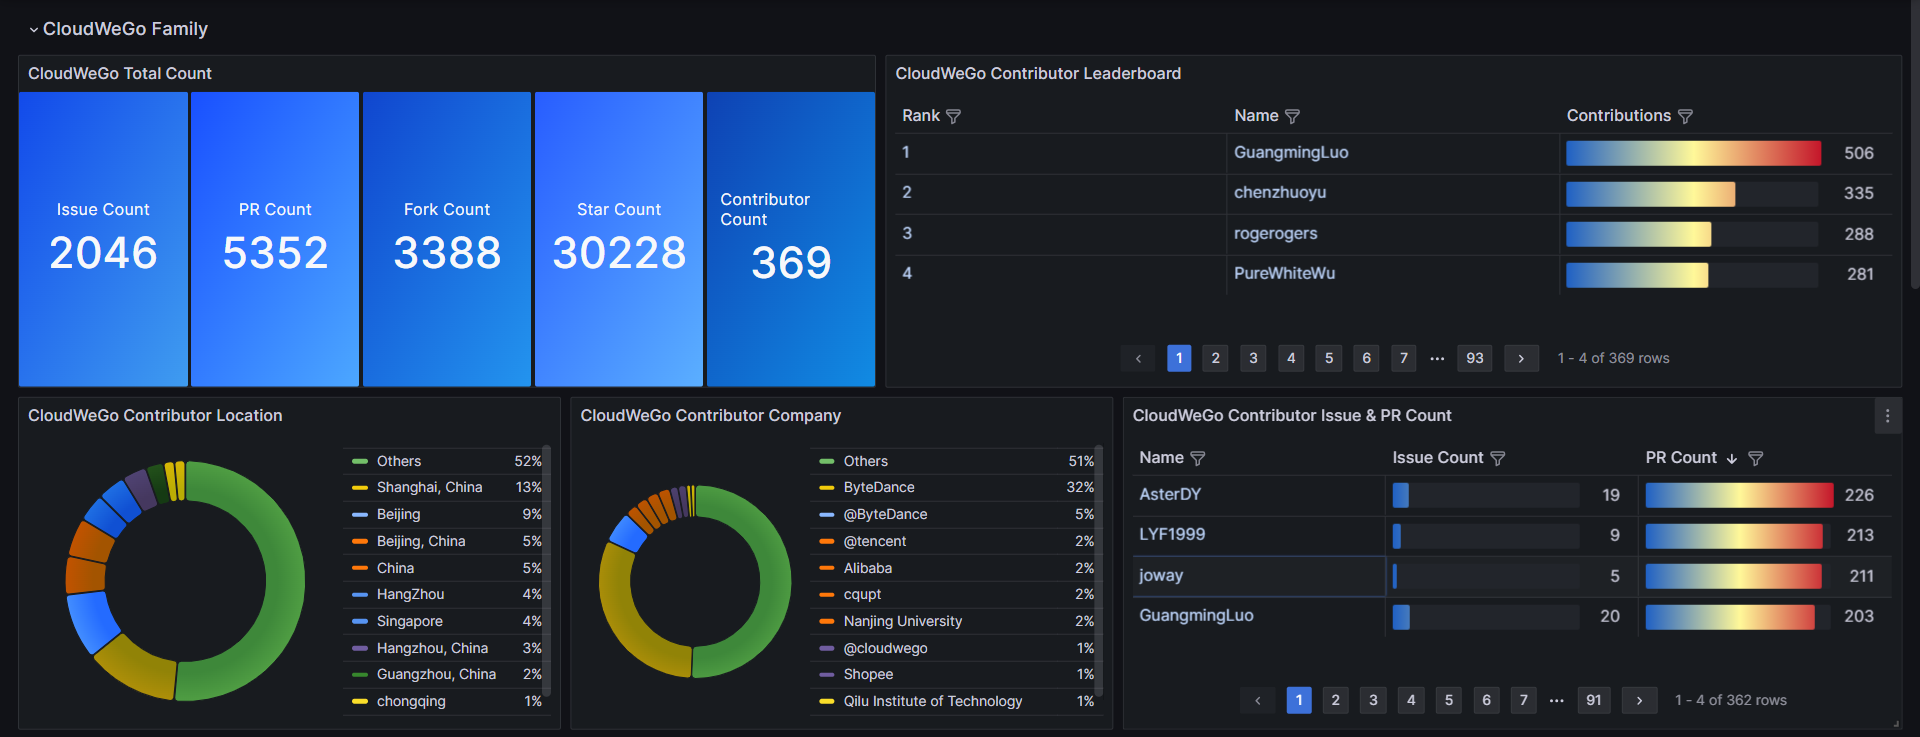 CloudWeGo Family
CloudWeGo Total Count
Issue Count
2046
PR Count
5352
Fork Count
3388
Star Count
30228
Contributor
Count
369
CloudWeGo Contributor Leaderboard
Rank Name Contributions
1 GuangmingLuo 506
2 chenzhuoyu 335
3 rogerogers 288
4 PureWhiteWu 281
‹ 1 2 3 4 5 6 7 ··· 93 › 1 - 4 of 369 rows
CloudWeGo Contributor Location
Others 52%
Shanghai, China 13%
Beijing 9%
Beijing, China 5%
China 5%
HangZhou 4%
Singapore 4%
Hangzhou, China 3%
Guangzhou, China 2%
chongqing 1%
CloudWeGo Contributor Company
Others 51%
ByteDance 32%
@ByteDance 5%
@tencent 2%
Alibaba 2%
cqupt 2%
Nanjing University 2%
@cloudwego 1%
Shopee 1%
Qilu Institute of Technology 1%
CloudWeGo Contributor Issue & PR Count
Name Issue Count PR Count ↓
AsterDY 19 226
LYF1999 9 213
joway 5 211
GuangmingLuo 20 203
‹ 1 2 3 4 5 6 7 ··· 91 › 1 - 4 of 362 rows